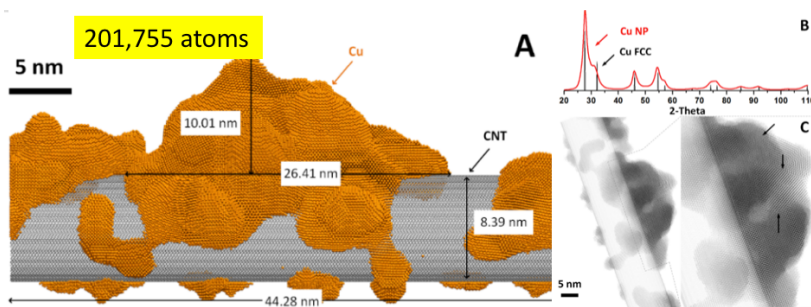 201,755 atoms
5 nm
Cu
A
10.01 nm
CNT
26.41 nm
8.39 nm
44.28 nm
B
Cu NP
Cu FCC
20 30 40 50 60 70 80 90 100 110
2-Theta
C
5 nm